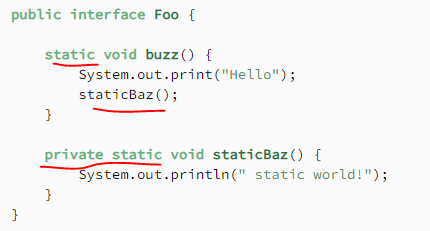 public interface Foo {
static void buzz() {
System.out.print("Hello");
staticBaz();
}
private static void staticBaz() {
System.out.println(" static world!");
}
}